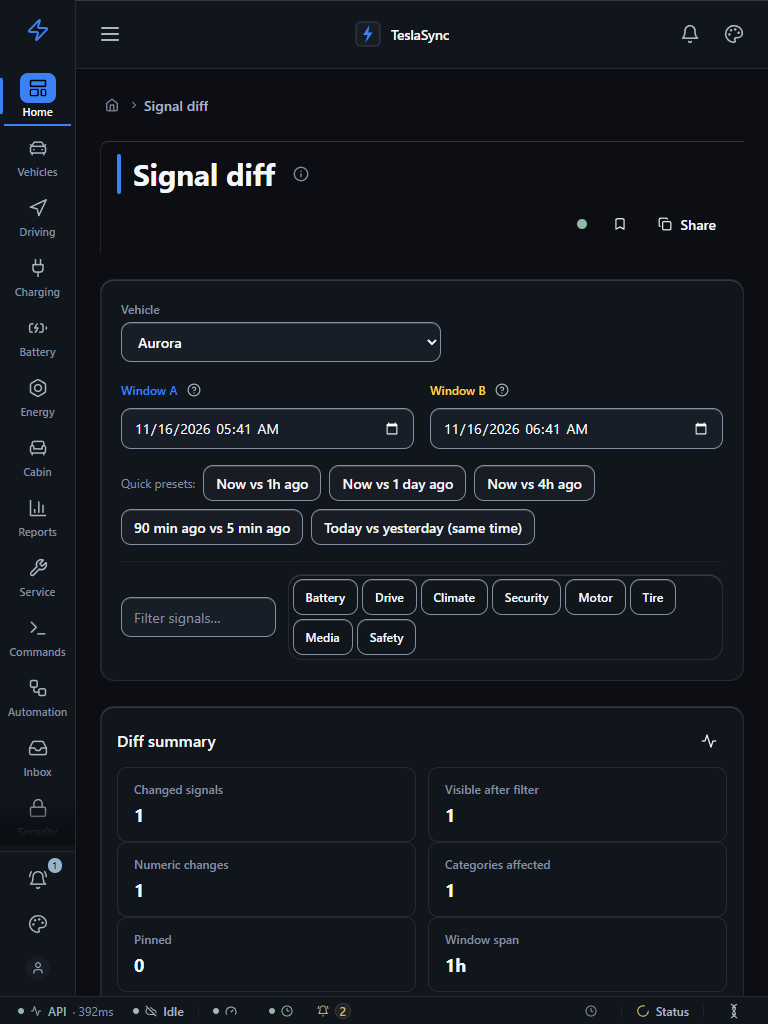 TeslaSync
Home
Vehicles
Driving
Charging
Battery
Energy
Cabin
Reports
Service
Commands
Automation
Inbox
Security
1
Signal diff
Signal diff
Share
Vehicle
Aurora
Window A
Window B
11/16/2026 05:41 AM
11/16/2026 06:41 AM
Quick presets:
Now vs 1h ago
Now vs 1 day ago
Now vs 4h ago
90 min ago vs 5 min ago
Today vs yesterday (same time)
Filter signals...
Battery
Drive
Climate
Security
Motor
Tire
Media
Safety
Diff summary
Changed signals
1
Visible after filter
1
Numeric changes
1
Categories affected
1
Pinned
0
Window span
1h
API · 392ms
Idle
2
Status